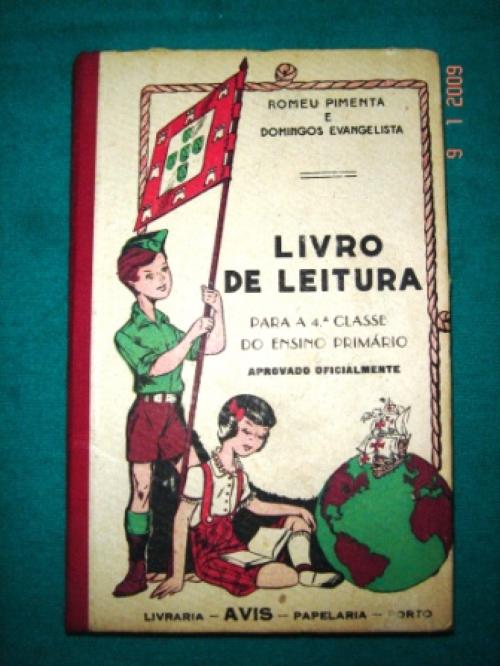 ROMEU PIMENTA
E
DOMINGOS EVANGELISTA
LIVRO
DE LEITURA
PARA A 4.ª CLASSE
DO ENSINO PRIMÁRIO
APROVADO OFICIALMENTE
LIVRARIA – AVIS – PAPELARIA – PORTO
9 1 2009